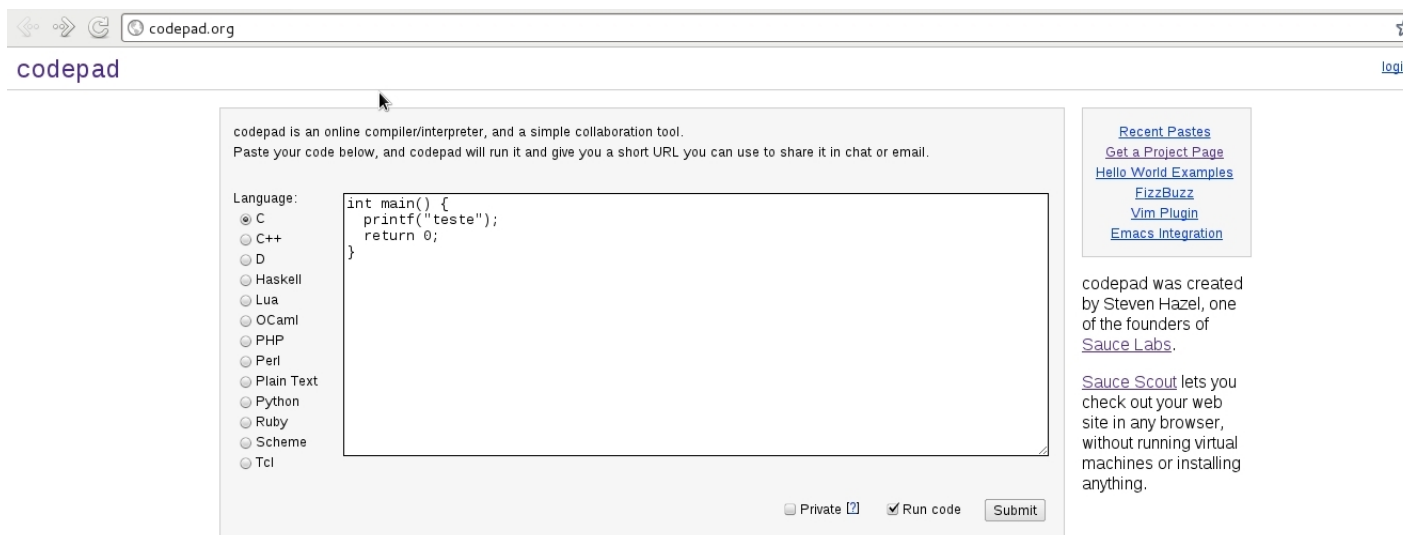 codepad.org
codepad
logi
codepad is an online compiler/interpreter, and a simple collaboration tool.
Paste your code below, and codepad will run it and give you a short URL you can use to share it in chat or email.
Language:
C
C++
D
Haskell
Lua
OCaml
PHP
Perl
Plain Text
Python
Ruby
Scheme
Tcl
int main() {
  printf("teste");
  return 0;
}
Private [?]
Run code
Submit
Recent Pastes
Get a Project Page
Hello World Examples
FizzBuzz
Vim Plugin
Emacs Integration
codepad was created
by Steven Hazel, one
of the founders of
Sauce Labs.
Sauce Scout lets you
check out your web
site in any browser,
without running virtual
machines or installing
anything.